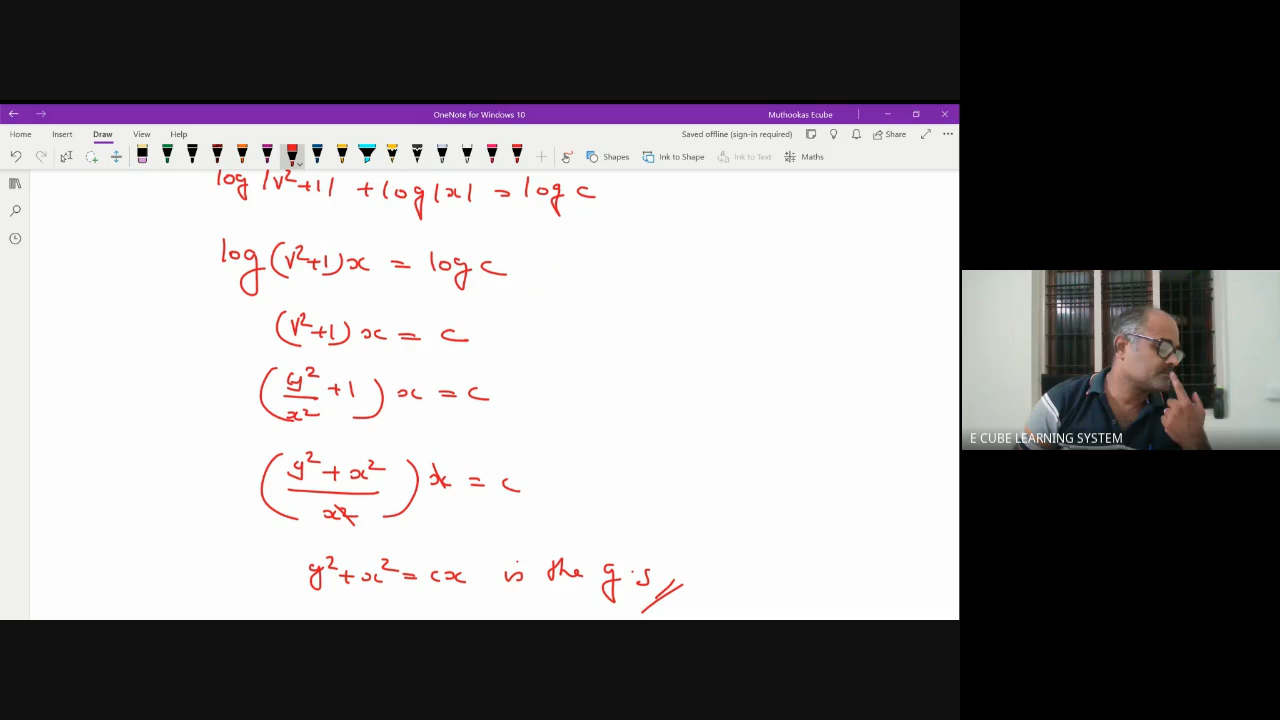 OneNote for Windows 10
Muthookas Ecube
Home Insert Draw View Help
Saved offline (sign-in required) Share
Shapes Ink to Shape Ink to Text Maths
log |v²+1| + log|x| = log c
log (v²+1)x = log c
(v²+1) x = c
(y²/x² + 1) x = c
(y² + x²/x²) x = c
y² + x² = cx is the g.s
E CUBE LEARNING SYSTEM